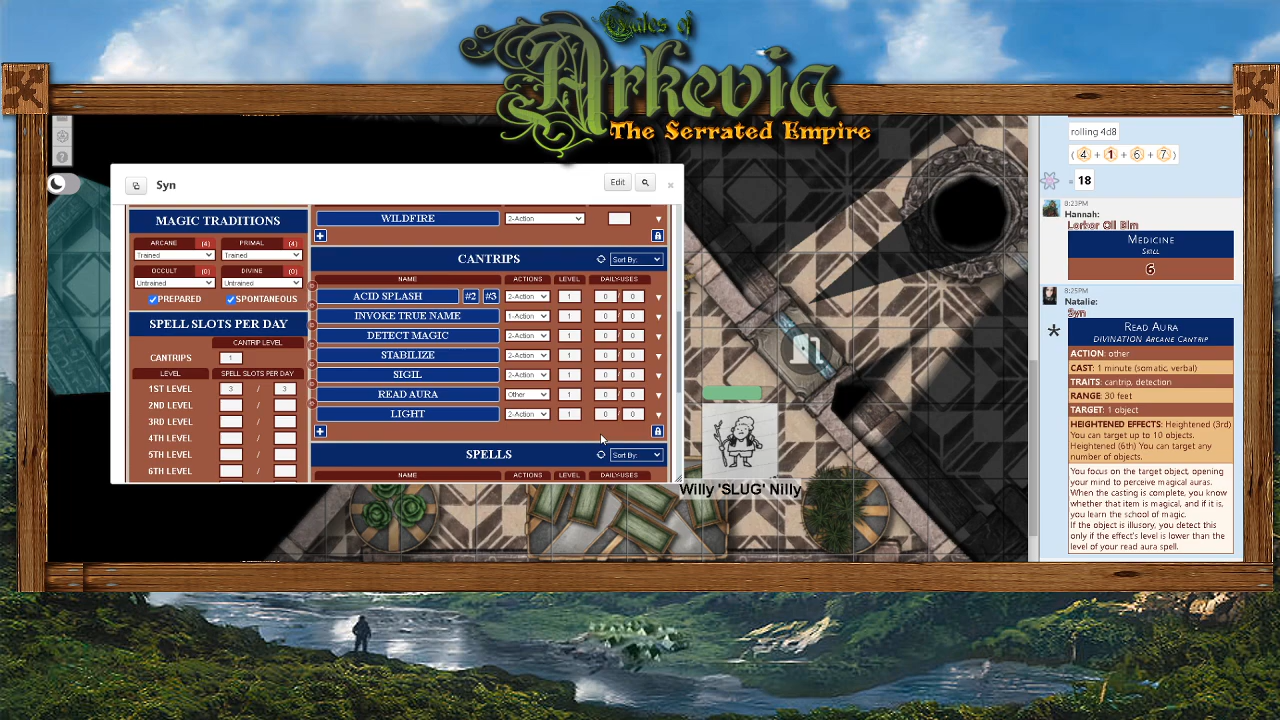 Tales of
Arkevia
The Serrated Empire
Syn
Edit
MAGIC TRADITIONS
ARCANE (4) PRIMAL (4)
Trained Trained
OCCULT (0) DIVINE (0)
Untrained Untrained
PREPARED SPONTANEOUS
SPELL SLOTS PER DAY
CANTRIP LEVEL
CANTRIPS 1
LEVEL SPELL SLOTS PER DAY
1ST LEVEL 3 / 3
2ND LEVEL /
3RD LEVEL /
4TH LEVEL /
5TH LEVEL /
6TH LEVEL /
WILDFIRE 2-Action
CANTRIPS Sort By:
NAME ACTIONS LEVEL DAILY-USES
ACID SPLASH #2 #3 2-Action 1 0 / 0
INVOKE TRUE NAME 1-Action 1 0 / 0
DETECT MAGIC 2-Action 1 0 / 0
STABILIZE 2-Action 1 0 / 0
SIGIL 2-Action 1 0 / 0
READ AURA Other 1 0 / 0
LIGHT 2-Action 1 0 / 0
SPELLS Sort By:
NAME ACTIONS LEVEL DAILY-USES
Willy 'SLUG' Nilly
rolling 4d8
(4 + 1 + 6 + 7)
= 18
8:23PM
Hannah:
Medicine
Skill
6
8:25PM
Natalie:
Syn
Read Aura
Divination Arcane Cantrip
ACTION: other
CAST: 1 minute (somatic, verbal)
TRAITS: cantrip, detection
RANGE: 30 feet
TARGET: 1 object
HEIGHTENED EFFECTS: Heightened (3rd)
You can target up to 10 objects.
Heightened (6th) You can target any
number of objects.
You focus on the target object, opening
your mind to perceive magical auras.
When the casting is complete, you know
whether that item is magical, and if it is,
you learn the school of magic.
If the object is illusory, you detect this
only if the effect's level is lower than the
level of your read aura spell.